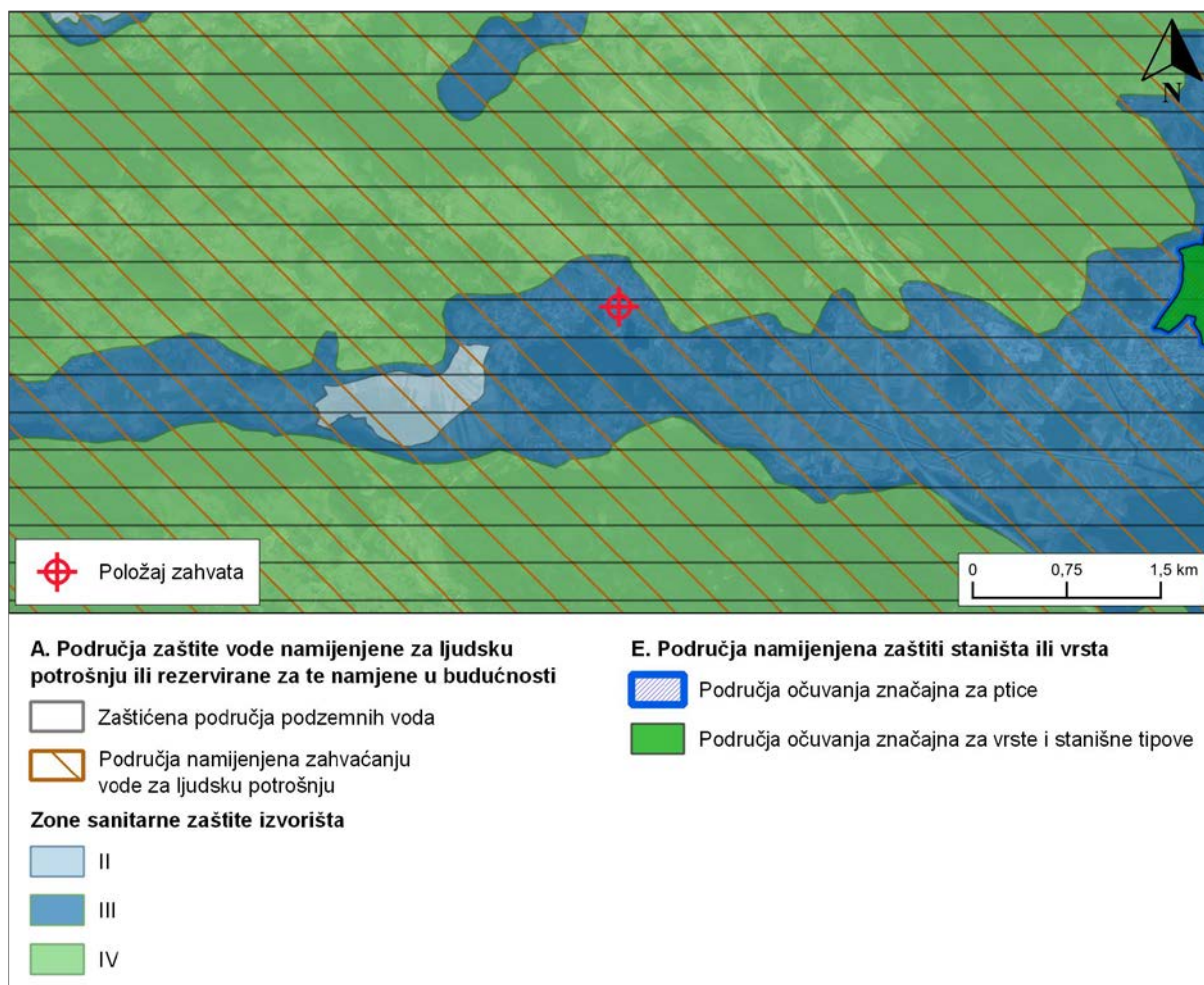 N
Položaj zahvata
0 0,75 1,5 km
A. Područja zaštite vode namijenjene za ljudsku
potrošnju ili rezervirane za te namjene u budućnosti
Zaštićena područja podzemnih voda
Područja namijenjena zahvaćanju
vode za ljudsku potrošnju
Zone sanitarne zaštite izvorišta
II
III
IV
E. Područja namijenjena zaštiti staništa ili vrsta
Područja očuvanja značajna za ptice
Područja očuvanja značajna za vrste i stanišne tipove